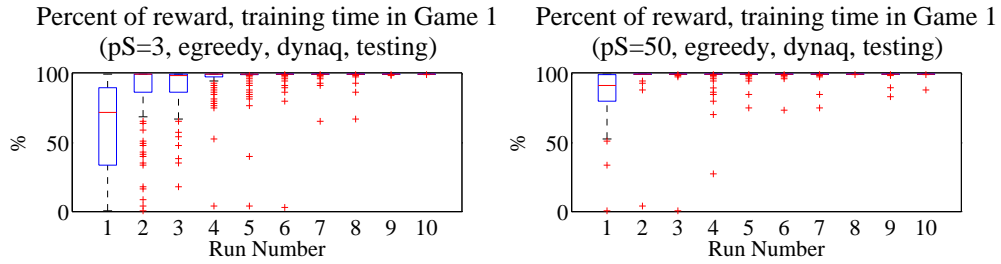 Percent of reward, training time in Game 1
(pS=3, egreedy, dynaq, testing)
100
50
0
%
1 2 3 4 5 6 7 8 9 10
Run Number
Percent of reward, training time in Game 1
(pS=50, egreedy, dynaq, testing)
100
50
0
%
1 2 3 4 5 6 7 8 9 10
Run Number